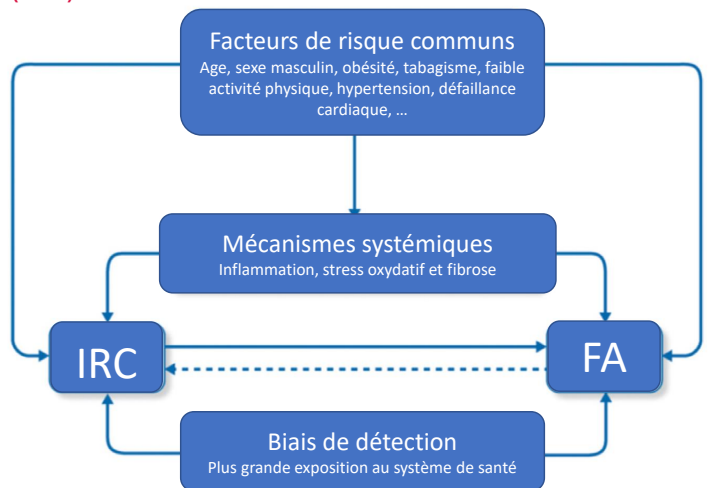 Facteurs de risque communs
Age, sexe masculin, obésité, tabagisme, faible
activité physique, hypertension, défaillance
cardiaque, ...
Mécanismes systémiques
Inflammation, stress oxydatif et fibrose
IRC
FA
Biais de détection
Plus grande exposition au système de santé